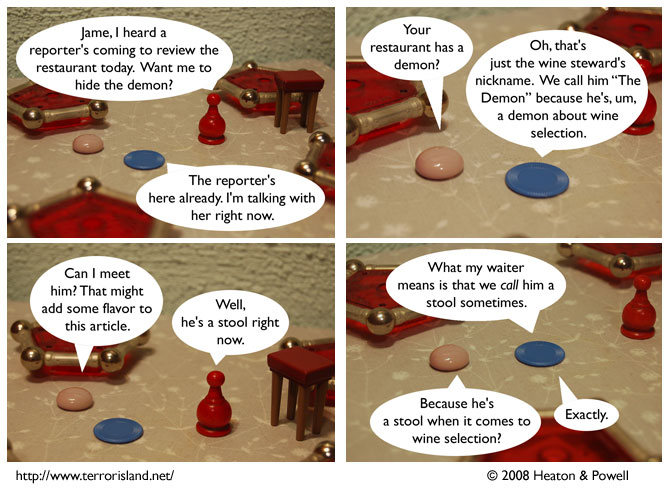 Jame, I heard a
reporter's coming to review the
restaurant today. Want me to
hide the demon?
The reporter's
here already. I'm talking with
her right now.
Your
restaurant has a
demon?
Oh, that's
just the wine steward's
nickname. We call him “The
Demon” because he's, um,
a demon about wine
selection.
Can I meet
him? That might
add some flavor to
this article.
Well,
he's a stool right
now.
What my waiter
means is that we call him a
stool sometimes.
Because he's
a stool when it comes to
wine selection?
Exactly.
http://www.terrorisland.net/
© 2008 Heaton & Powell